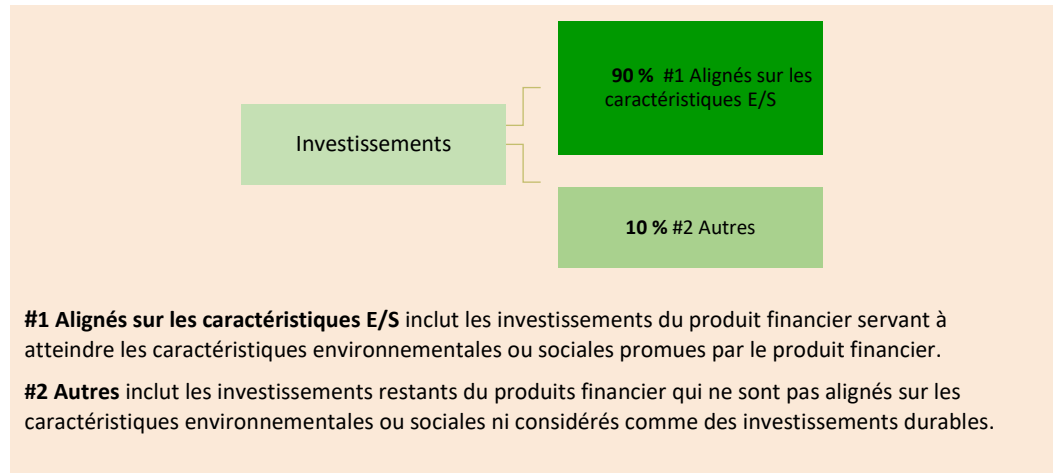 90 % #1 Alignés sur les
caractéristiques E/S
Investissements
10 % #2 Autres
#1 Alignés sur les caractéristiques E/S inclut les investissements du produit financier servant à
atteindre les caractéristiques environnementales ou sociales promues par le produit financier.
#2 Autres inclut les investissements restants du produits financier qui ne sont pas alignés sur les
caractéristiques environnementales ou sociales ni considérés comme des investissements durables.